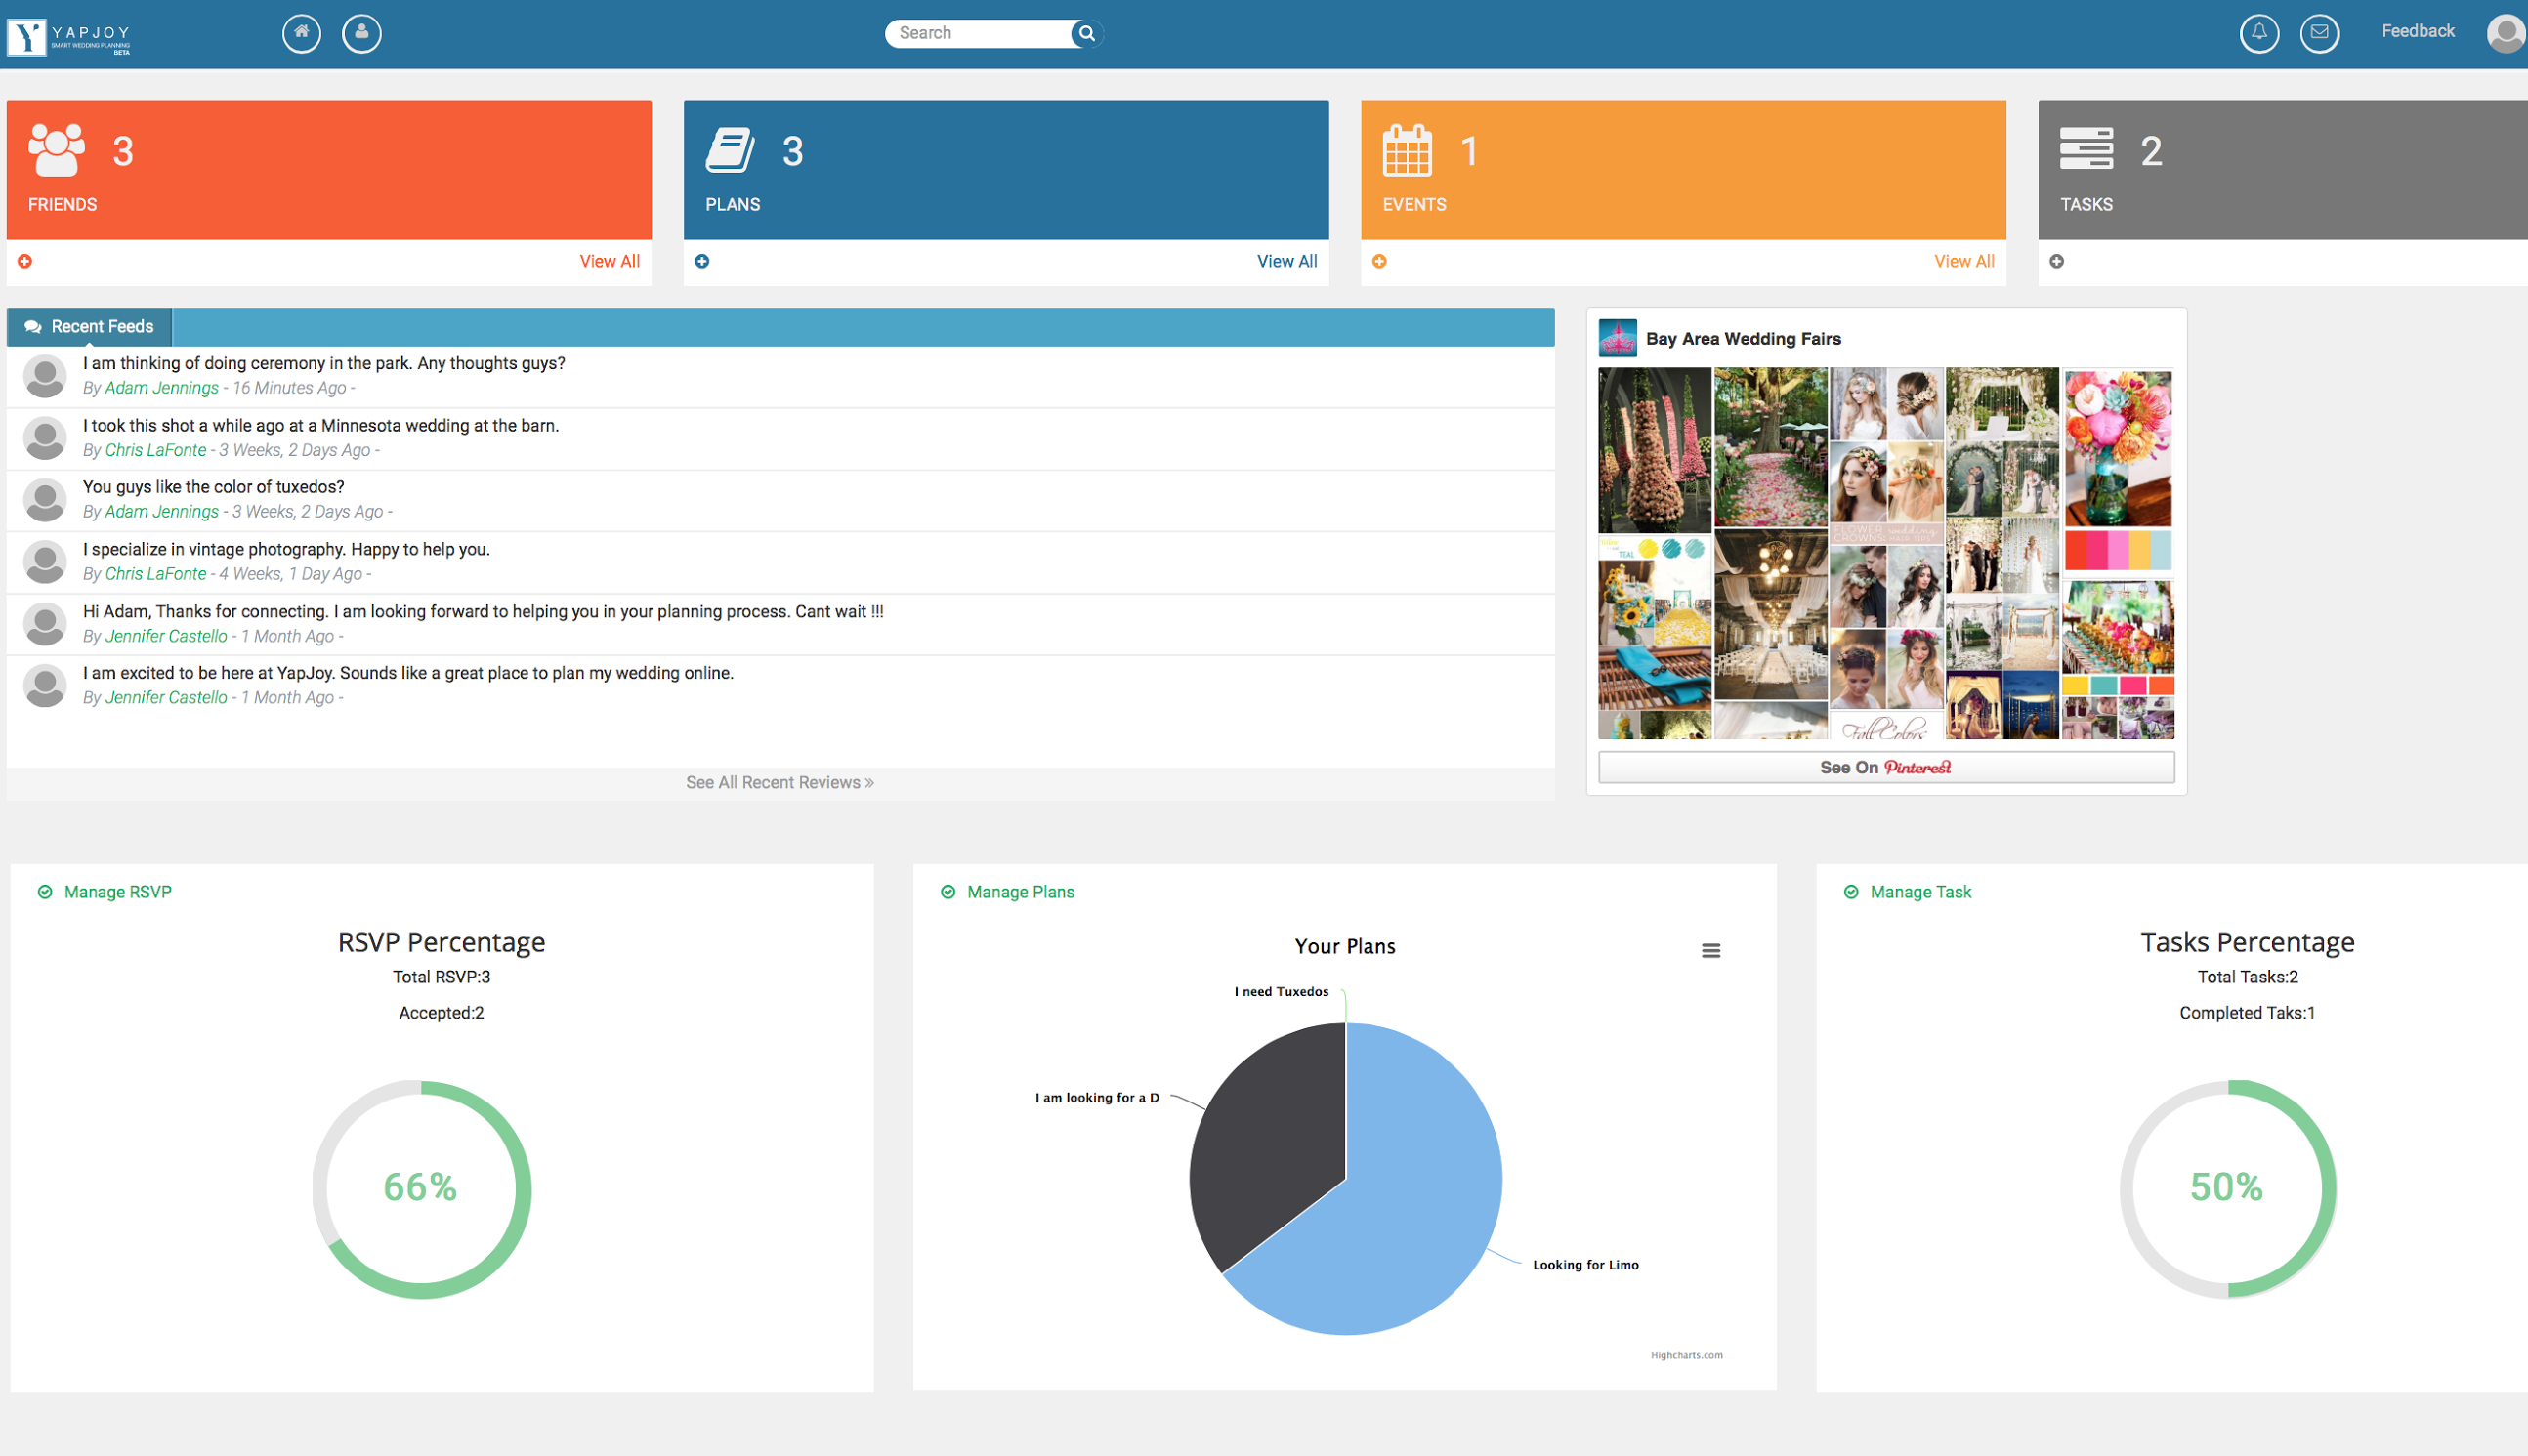 YAPJOY
SMART WEDDING PLANNING
BETA
Search
Feedback
3
FRIENDS
View All
3
PLANS
View All
1
EVENTS
View All
2
TASKS
Recent Feeds
I am thinking of doing ceremony in the park. Any thoughts guys?
By Adam Jennings - 16 Minutes Ago -
I took this shot a while ago at a Minnesota wedding at the barn.
By Chris LaFonte - 3 Weeks, 2 Days Ago -
You guys like the color of tuxedos?
By Adam Jennings - 3 Weeks, 2 Days Ago -
I specialize in vintage photography. Happy to help you.
By Chris LaFonte - 4 Weeks, 1 Day Ago -
Hi Adam, Thanks for connecting. I am looking forward to helping you in your planning process. Cant wait !!!
By Jennifer Castello - 1 Month Ago -
I am excited to be here at YapJoy. Sounds like a great place to plan my wedding online.
By Jennifer Castello - 1 Month Ago -
See All Recent Reviews »
Bay Area Wedding Fairs
TEAL
FLOWER
CROWNS
wedding
HAIR TIPS
Fall Colors
See On Pinterest
Manage RSVP
RSVP Percentage
Total RSVP:3
Accepted:2
66%
Manage Plans
Your Plans
I need Tuxedos
I am looking for a D
Looking for Limo
Highcharts.com
Manage Task
Tasks Percentage
Total Tasks:2
Completed Taks:1
50%